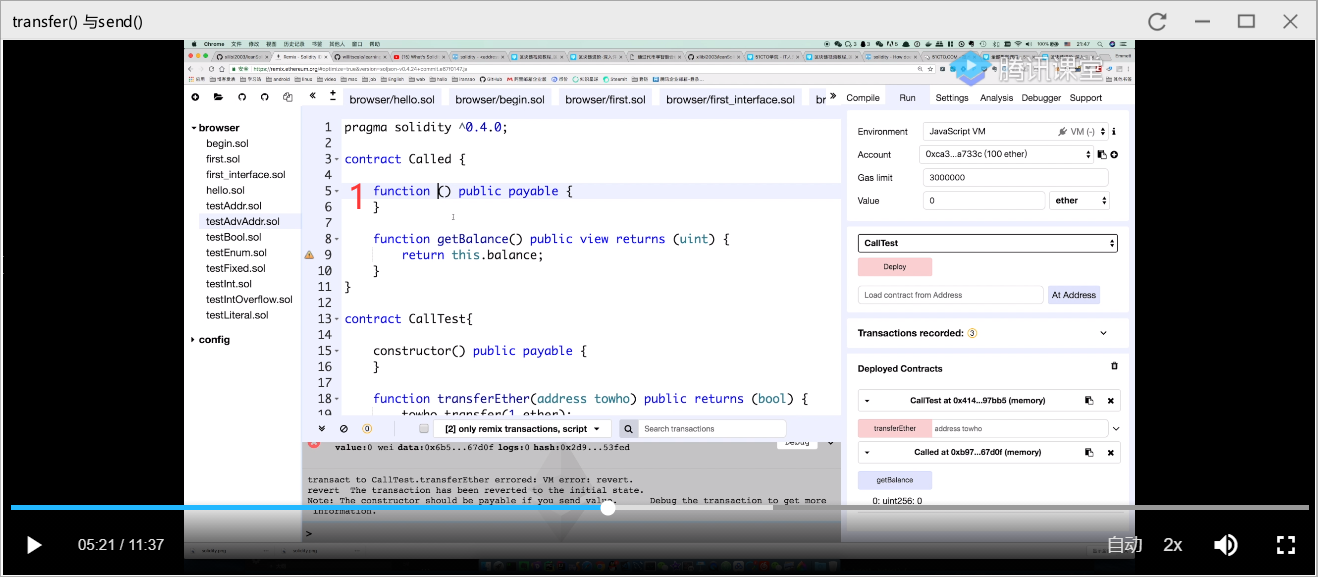 transfer() 与send()
腾讯课堂
browser/hello.sol browser/begin.sol browser/first.sol browser/first_interface.sol br
Compile Run Settings Analysis Debugger Support
browser
begin.sol
first.sol
first_interface.sol
hello.sol
testAddr.sol
testAdvAddr.sol
testBool.sol
testEnum.sol
testFixed.sol
testInt.sol
testIntOverflow.sol
testLiteral.sol
config
1 pragma solidity ^0.4.0;
2
3 contract Called {
4
5 function () public payable {
6 }
7
8 function getBalance() public view returns (uint) {
9 return this.balance;
10 }
11 }
12
13 contract CallTest{
14
15 constructor() public payable {
16 }
17
18 function transferEther(address towho) public returns (bool) {
19 towho.transfer(1 ether);
1
Environment JavaScript VM VM (-)
Account 0xca3...a733c (100 ether)
Gas limit 3000000
Value 0 ether
CallTest
Deploy
Load contract from Address At Address
Transactions recorded: 3
Deployed Contracts
CallTest at 0x414...97bb5 (memory)
transferEther address towho
Called at 0xb97...67d0f (memory)
getBalance
0: uint256: 0
0 [2] only remix transactions, script Search transactions
value:0 wei data:0x6b5...67d0f logs:0 hash:0x2d9...53fed Debug
transact to CallTest.transferEther errored: VM error: revert.
revert The transaction has been reverted to the initial state.
Note: The constructor should be payable if you send value. Debug the transaction to get more
information.
>
05:21 / 11:37 自动 2x